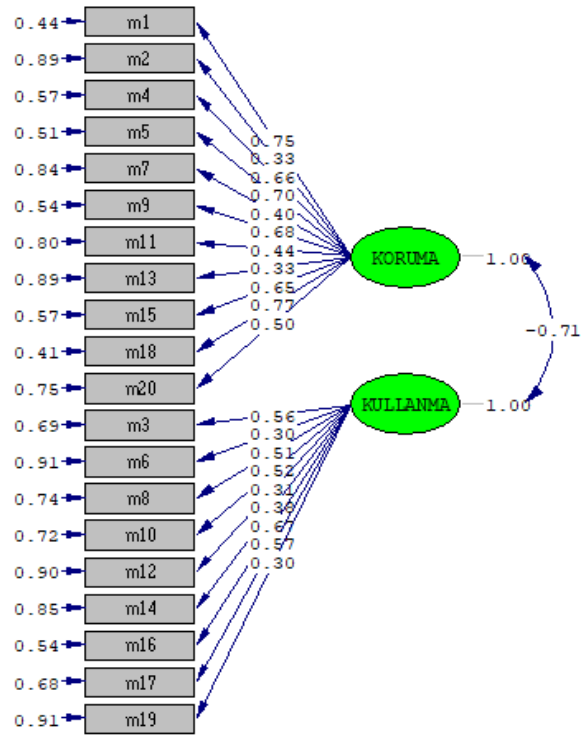 0.44 m1
0.89 m2
0.57 m4
0.51 m5
0.84 m7
0.54 m9
0.80 m11
0.89 m13
0.57 m15
0.41 m18
0.75 m20
0.69 m3
0.91 m6
0.74 m8
0.72 m10
0.90 m12
0.85 m14
0.54 m16
0.68 m17
0.91 m19
0.75
0.33
0.66
0.70
0.40
0.68
0.44
0.33
0.65
0.77
0.50
0.56
0.30
0.51
0.52
0.31
0.38
0.67
0.57
0.30
KORUMA 1.00
-0.71
KULLANMA 1.00